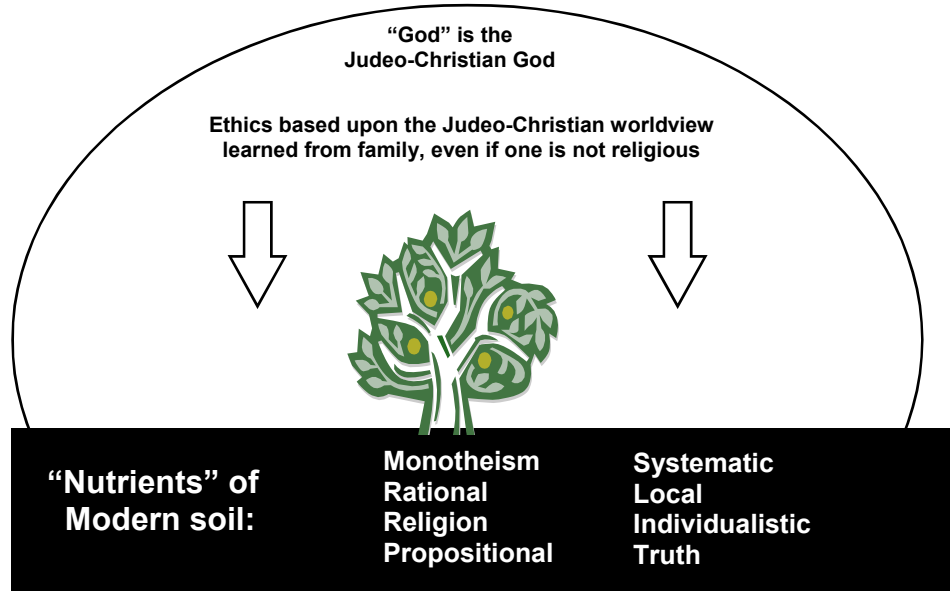 “God” is the
Judeo-Christian God
Ethics based upon the Judeo-Christian worldview
learned from family, even if one is not religious
“Nutrients” of
Modern soil:
Monotheism
Rational
Religion
Propositional
Systematic
Local
Individualistic
Truth